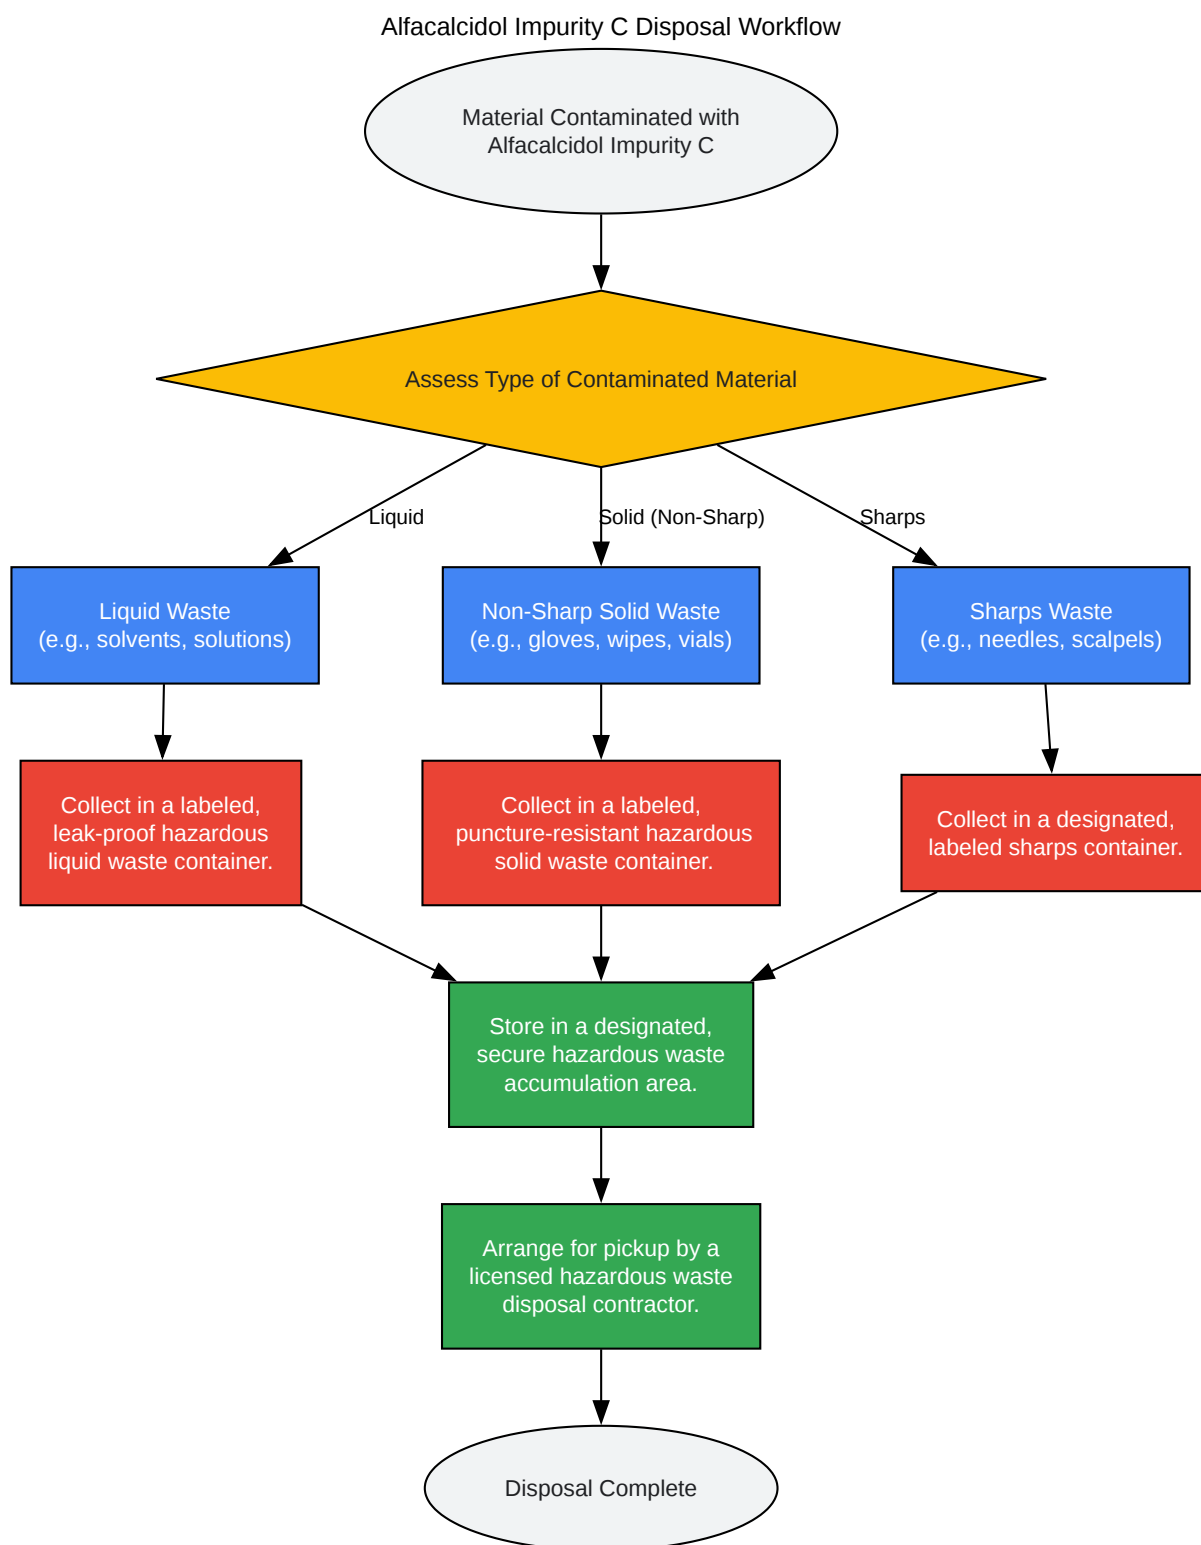 Alfacalcidol Impurity C Disposal Workflow
Material Contaminated with
Alfacalcidol Impurity C
Assess Type of Contaminated Material
Liquid
Solid (Non-Sharp)
Sharps
Liquid Waste
(e.g., solvents, solutions)
Non-Sharp Solid Waste
(e.g., gloves, wipes, vials)
Sharps Waste
(e.g., needles, scalpels)
Collect in a labeled,
leak-proof hazardous
liquid waste container.
Collect in a labeled,
puncture-resistant hazardous
solid waste container.
Collect in a designated,
labeled sharps container.
Store in a designated,
secure hazardous waste
accumulation area.
Arrange for pickup by a
licensed hazardous waste
disposal contractor.
Disposal Complete